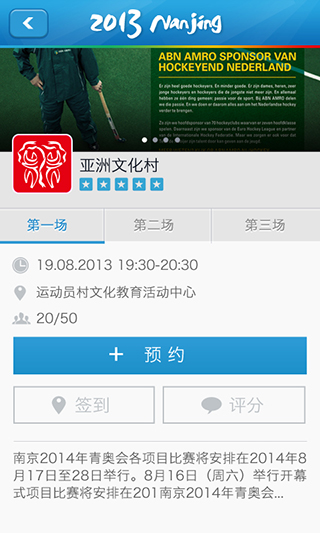 2013 Nanjing
ABN AMRO SPONSOR VAN
HOCKEYEND NEDERLAND
亚洲文化村
第一场
第二场
第三场
19.08.2013 19:30-20:30
运动员村文化教育活动中心
20/50
+ 预约
签到
评分
南京2014年青奥会各项目比赛将安排在2014年8
月17日至28日举行。8月16日（周六）举行开幕
式项目比赛将安排在201南京2014年青奥会...